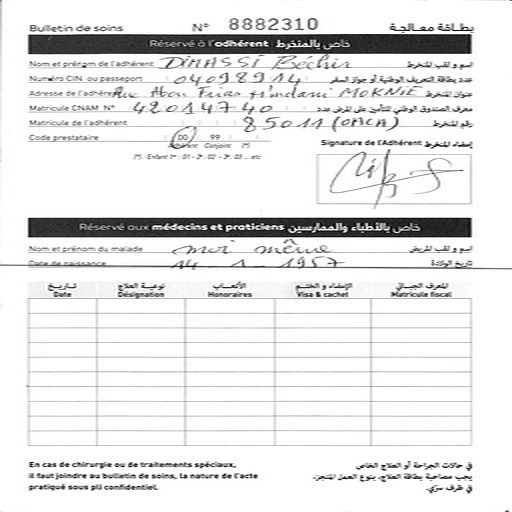 Bulletin de soins N° 8882310 بطاقة معالجة
Réservé à l'adhérent خاص بالمنخرط
Nom et prénom de l'adhérent DIMASSI Béchir اسم و لقب المنخرط
Numéro CIN ou passeport 04098914 عدد بطاقة التعريف الوطنية أو جواز السفر
Adresse de l'adhérent Rue Abou Firas Hamdani MOKNIE عنوان المنخرط
Matricule CNAM N° 42014740 معرف الصندوق الوطني للتأمين على المرض عدد
Matricule de l'adhérent 85011 (OMCA) رقم المنخرط
Code prestataire 00 99
Adhérent Conjoint (*)
(*) : Enfant 1er : 01 - 2e : 02 - 3e : 03 ... etc
Signature de l'Adhérent إمضاء المنخرط
Réservé aux médecins et praticiens خاص بالأطباء والممارسين
Nom et prénom du malade moi même اسم و لقب المريض
Date de naissance 14 - 1 - 1957 تاريخ الولادة
تاريخ نوعية العلاج الأتعاب الإمضاء و الختم المعرف الجبائي
Date Désignation Honoraires Visa & cachet Matricule fiscal
En cas de chirurgie ou de traitements spéciaux, في حالات الجراحة أو العلاج الخاص
il faut joindre au bulletin de soins, la nature de l'acte يجب مصاحبة بطاقة العلاج، بنوع العمل المنجز،
pratiqué sous pli confidentiel. في ظرف سرّي.